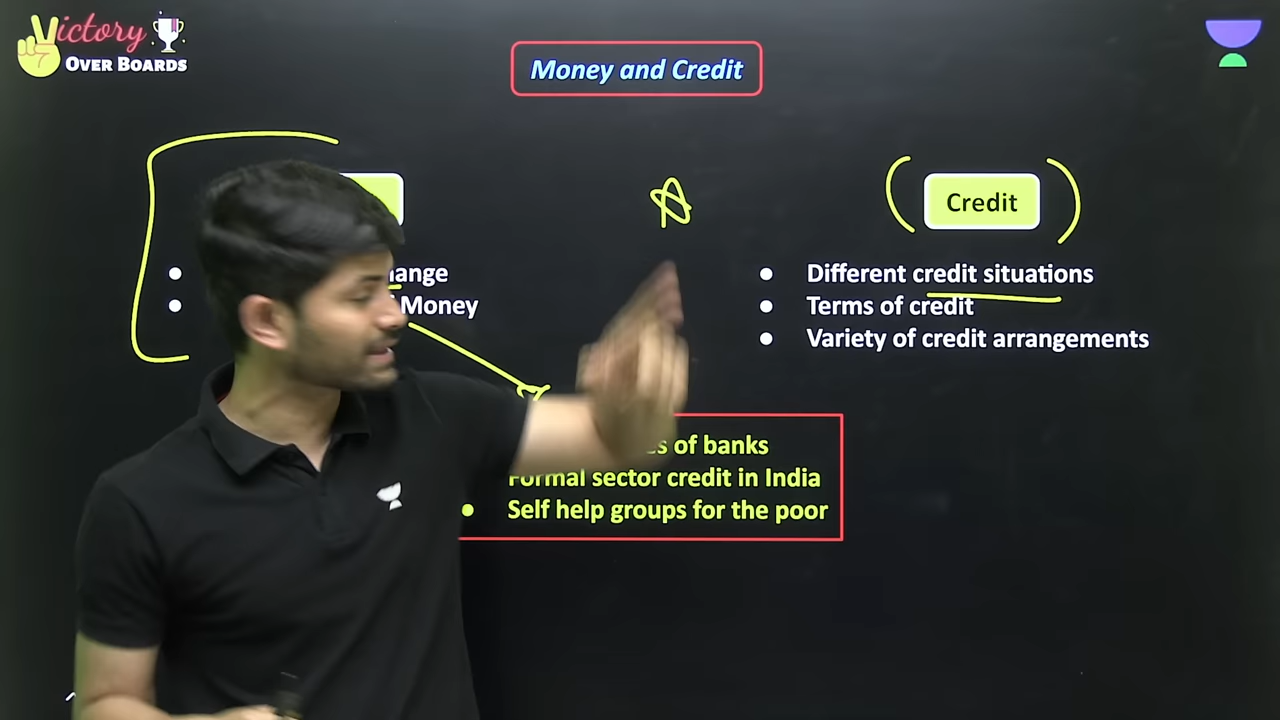 Victory
OVER BOARDS
Money and Credit
Credit
Money
Different credit situations
Terms of credit
Variety of credit arrangements
of banks
Formal sector credit in India
Self help groups for the poor